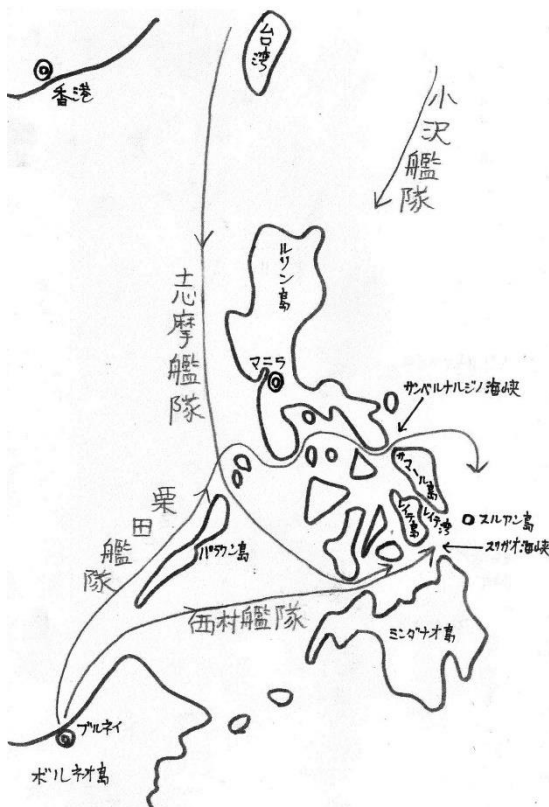 台湾
香港
小沢艦隊
ルソン島
志摩艦隊
マニラ
サンベルナルジノ海峡
サマール島
栗田艦隊
レイテ島
レイテ湾
スルアン島
スリガオ海峡
パラワン島
西村艦隊
ミンダナオ島
ブルネイ
ボルネオ島